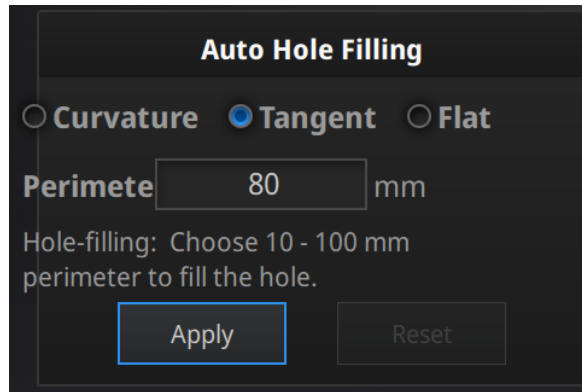 Auto Hole Filling
Curvature Tangent Flat
Perimete 80 mm
Hole-filling: Choose 10 - 100 mm
perimeter to fill the hole.
Apply Reset